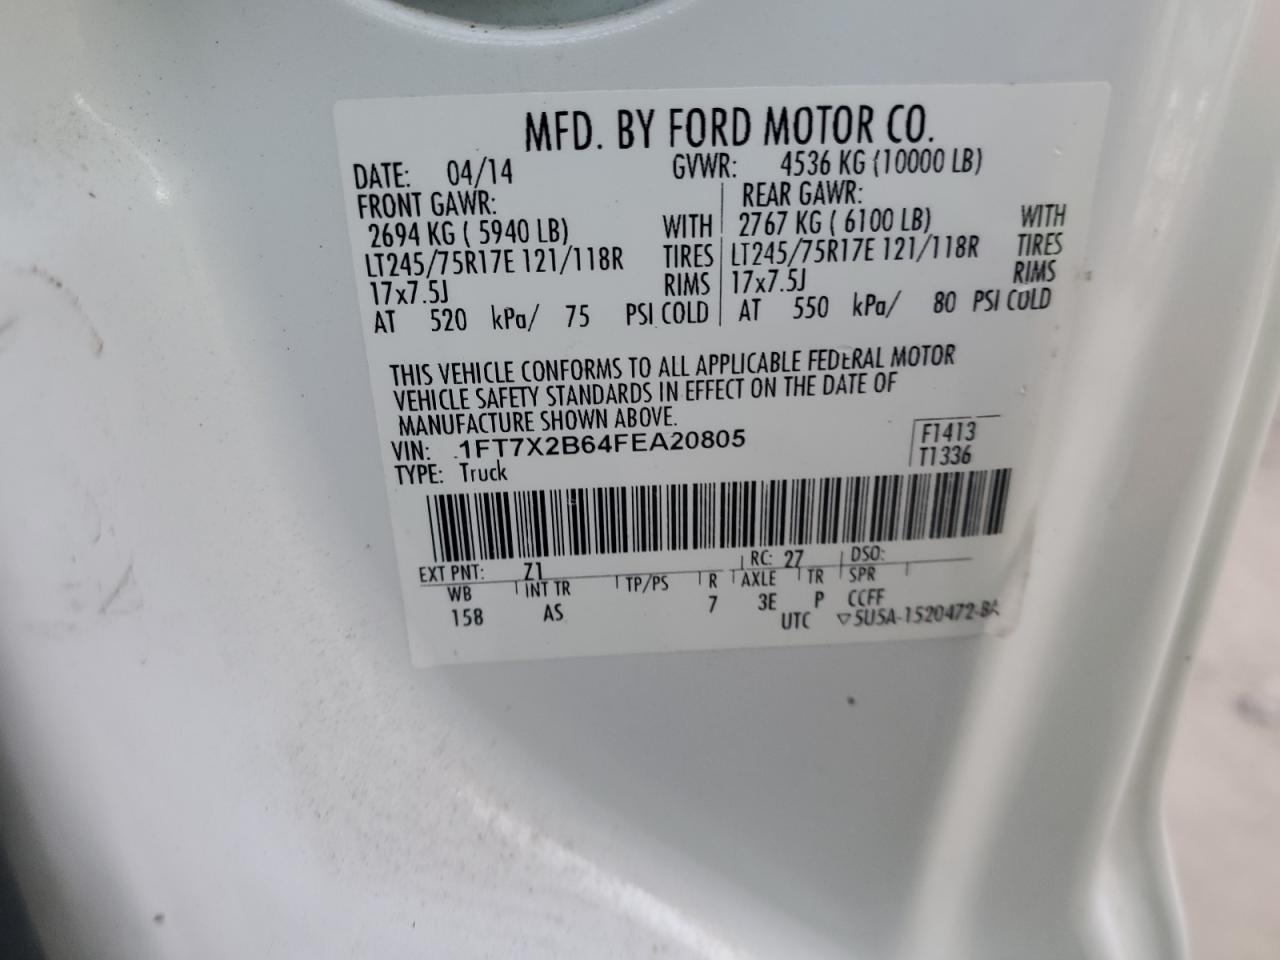 MFD. BY FORD MOTOR CO.
DATE: 04/14 GVWR: 4536 KG (10000 LB)
FRONT GAWR: REAR GAWR:
2694 KG ( 5940 LB) WITH 2767 KG ( 6100 LB) WITH
LT245/75R17E 121/118R TIRES LT245/75R17E 121/118R TIRES
17x7.5J RIMS 17x7.5J RIMS
AT 520 kPa/ 75 PSI COLD AT 550 kPa/ 80 PSI COLD
THIS VEHICLE CONFORMS TO ALL APPLICABLE FEDERAL MOTOR
VEHICLE SAFETY STANDARDS IN EFFECT ON THE DATE OF
MANUFACTURE SHOWN ABOVE.
VIN: 1FT7X2B64FEA20805 F1413
TYPE: Truck T1336
EXT PNT: Z1 RC: 27 DSO:
WB INT TR TP/PS R AXLE TR SPR
158 AS 7 3E P CCFF
UTC ▽5U5A-1520472-BA